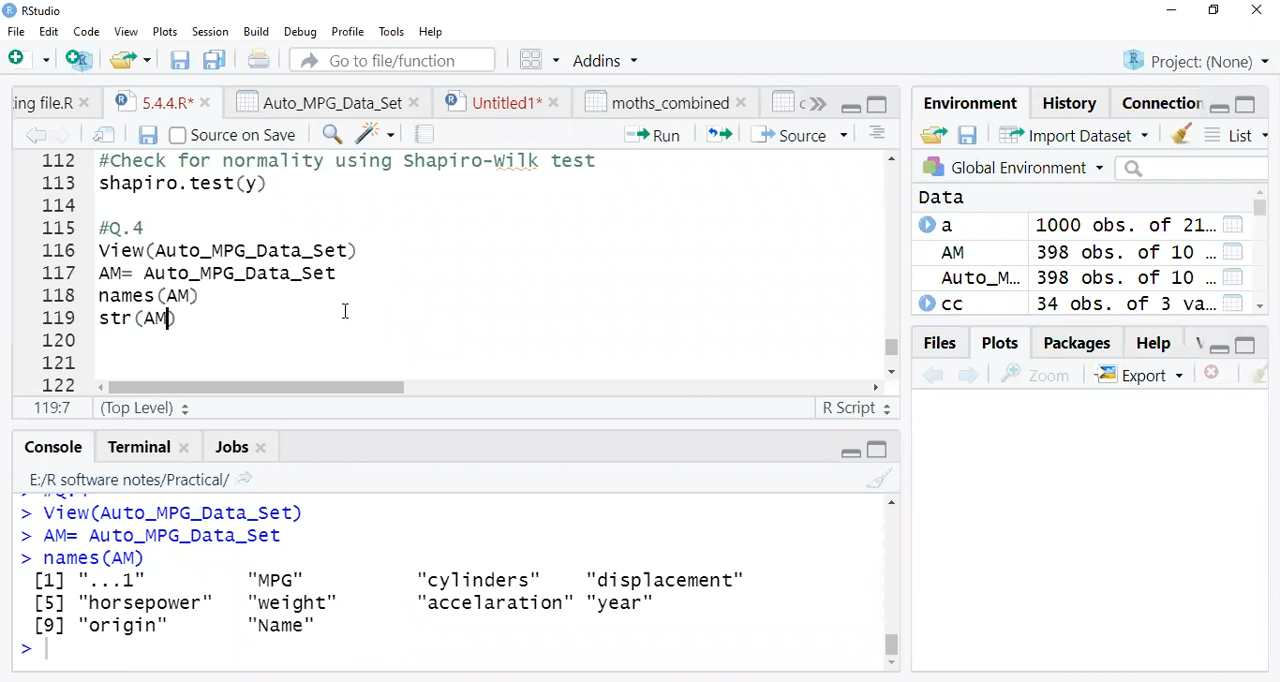 RStudio
File Edit Code View Plots Session Build Debug Profile Tools Help
Go to file/function Addins Project: (None)
ing file.R 5.4.4.R* Auto_MPG_Data_Set Untitled1* moths_combined c
Source on Save Run Source
112 #Check for normality using Shapiro-Wilk test
113 shapiro.test(y)
114
115 #Q.4
116 View(Auto_MPG_Data_Set)
117 AM= Auto_MPG_Data_Set
118 names(AM)
119 str(AM)
120
121
122
119:7 (Top Level) R Script
Console Terminal Jobs
E:/R software notes/Practical/
> View(Auto_MPG_Data_Set)
> AM= Auto_MPG_Data_Set
> names(AM)
[1] "...1" "MPG" "cylinders" "displacement"
[5] "horsepower" "weight" "accelaration" "year"
[9] "origin" "Name"
>
Environment History Connection
Import Dataset List
Global Environment
Data
a 1000 obs. of 21...
AM 398 obs. of 10 ...
Auto_M... 398 obs. of 10 ...
cc 34 obs. of 3 va...
Files Plots Packages Help
Zoom Export